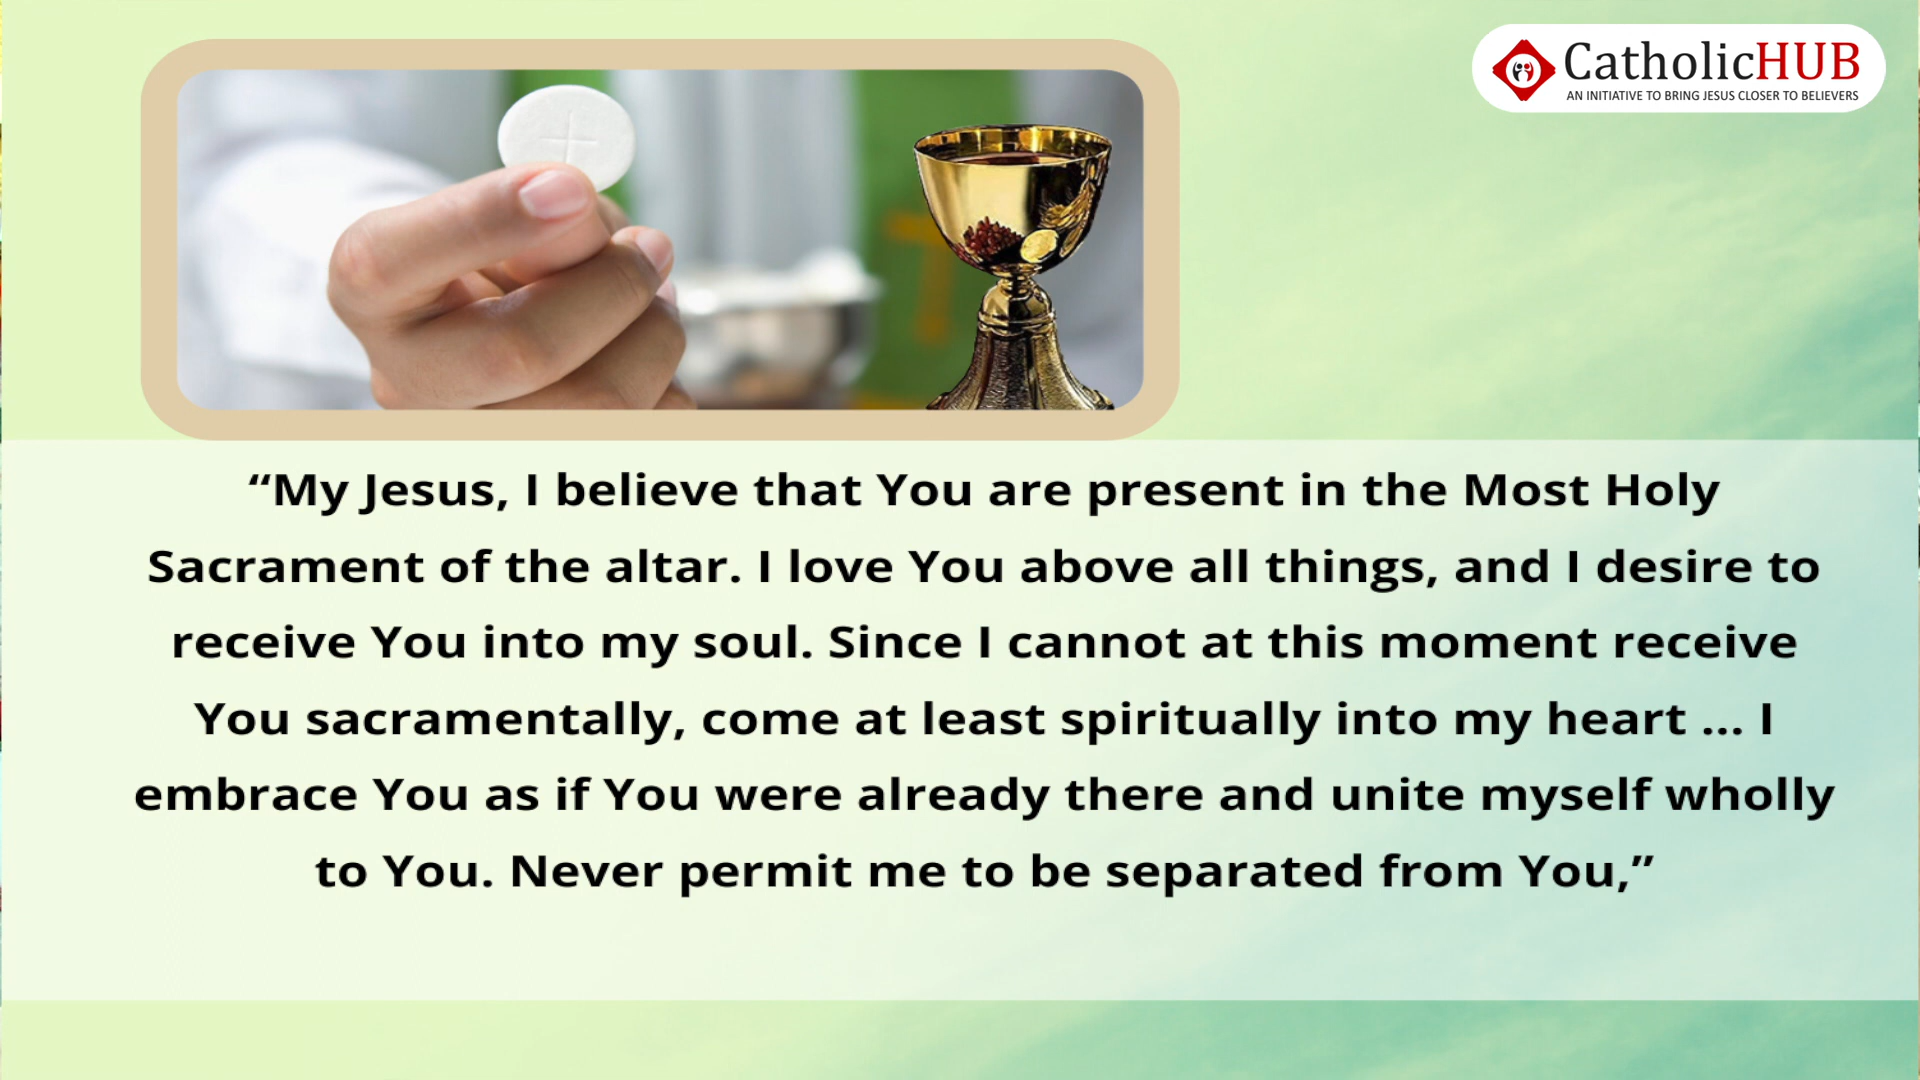 CatholicHUB
AN INITIATIVE TO BRING JESUS CLOSER TO BELIEVERS
“My Jesus, I believe that You are present in the Most Holy
Sacrament of the altar. I love You above all things, and I desire to
receive You into my soul. Since I cannot at this moment receive
You sacramentally, come at least spiritually into my heart ... I
embrace You as if You were already there and unite myself wholly
to You. Never permit me to be separated from You,”